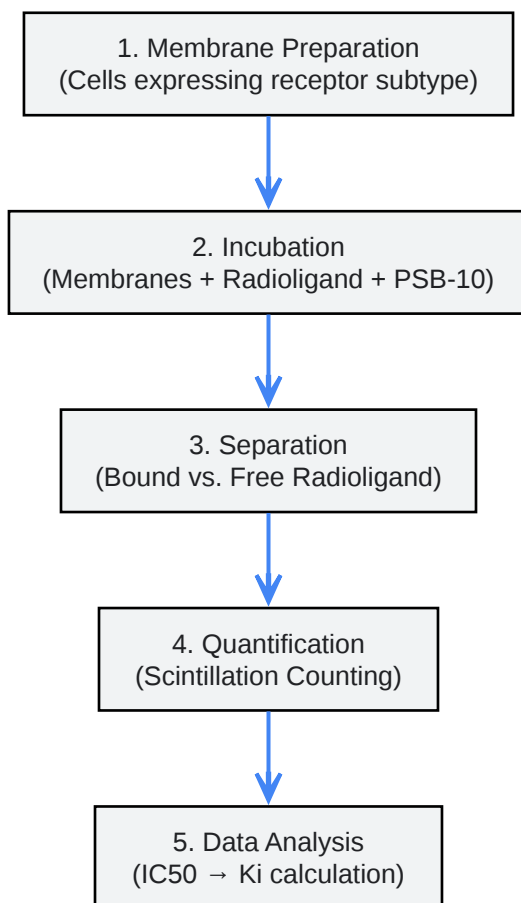 1. Membrane Preparation
(Cells expressing receptor subtype)
2. Incubation
(Membranes + Radioligand + PSB-10)
3. Separation
(Bound vs. Free Radioligand)
4. Quantification
(Scintillation Counting)
5. Data Analysis
(IC50 → Ki calculation)